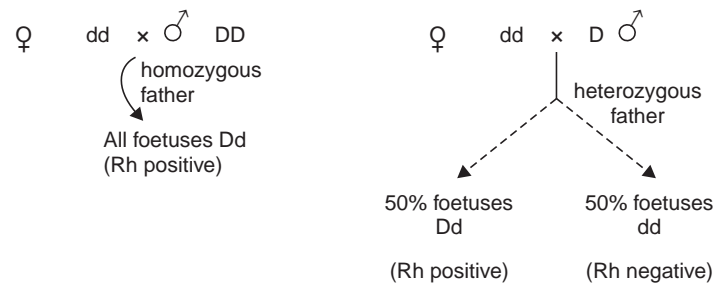 ♀ dd × ♂ DD
homozygous
father
All foetuses Dd
(Rh positive)
♀ dd × D ♂
heterozygous
father
50% foetuses
Dd
(Rh positive)
50% foetuses
dd
(Rh negative)